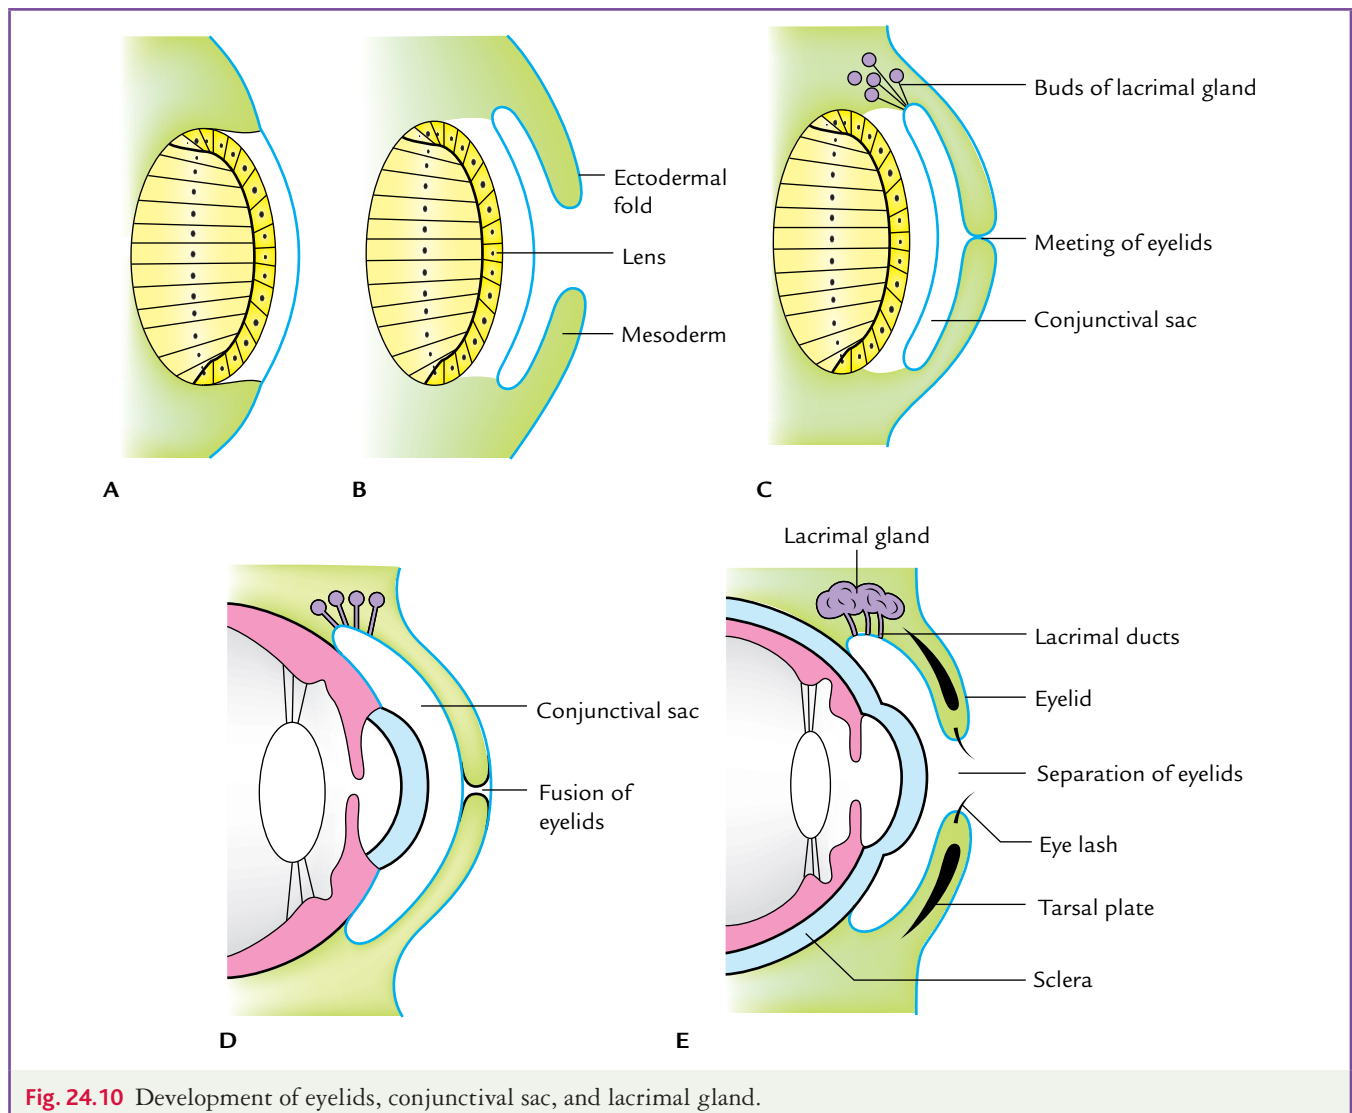 Buds of lacrimal gland
Ectodermal
fold
Lens
Meeting of eyelids
Mesoderm
Conjunctival sac
A
B
C
Lacrimal gland
Lacrimal ducts
Eyelid
Conjunctival sac
Separation of eyelids
Fusion of
eyelids
Eye lash
Tarsal plate
Sclera
D
E
Fig. 24.10 Development of eyelids, conjunctival sac, and lacrimal gland.